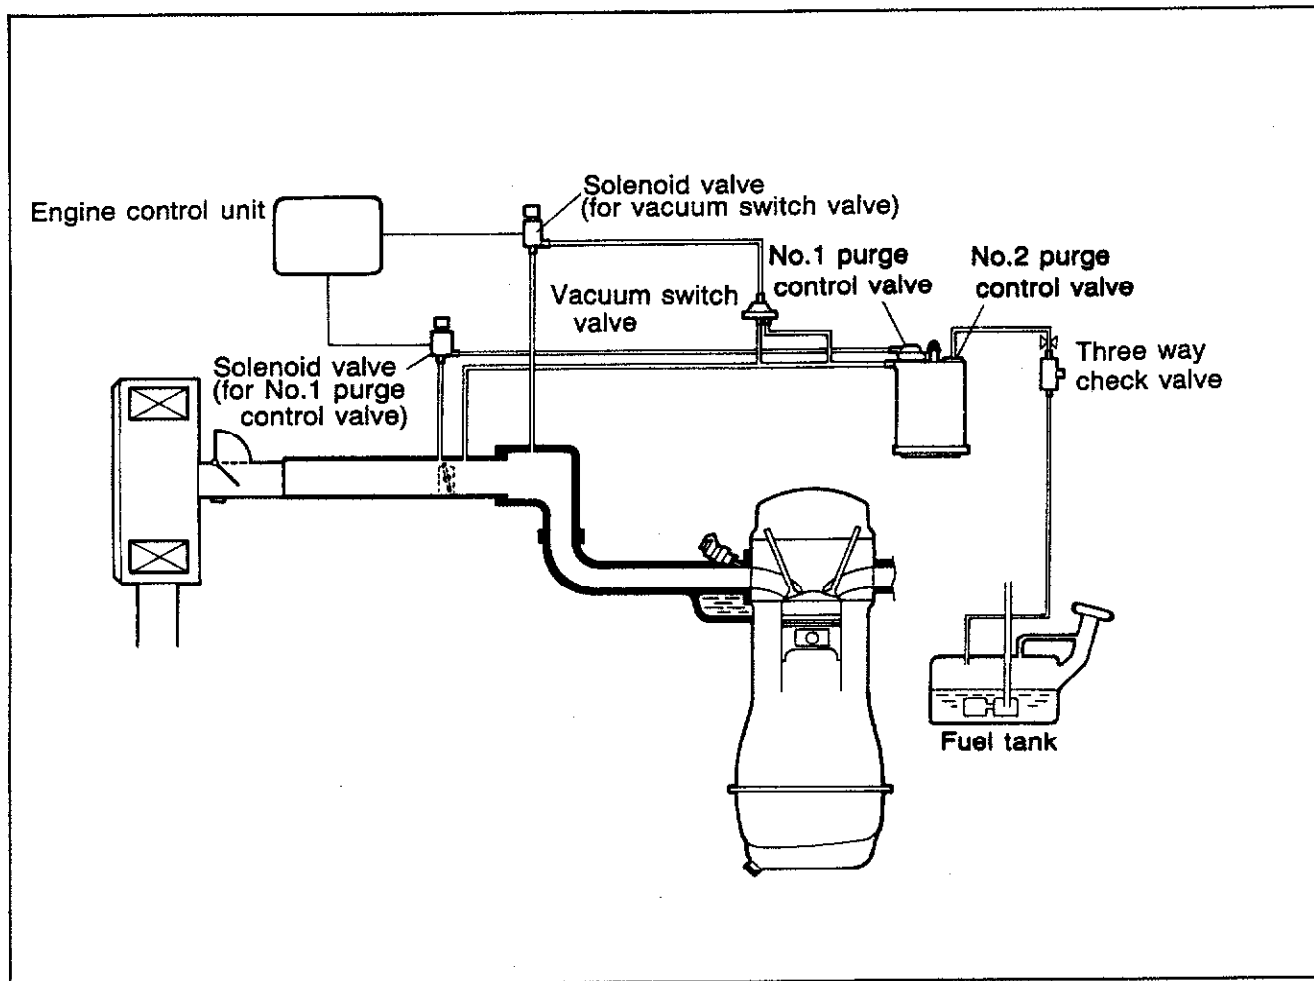 Engine control unit
Solenoid valve
(for vacuum switch valve)
No.1 purge
control valve
No.2 purge
control valve
Vacuum switch
valve
Solenoid valve
(for No.1 purge
control valve)
Three way
check valve
Fuel tank